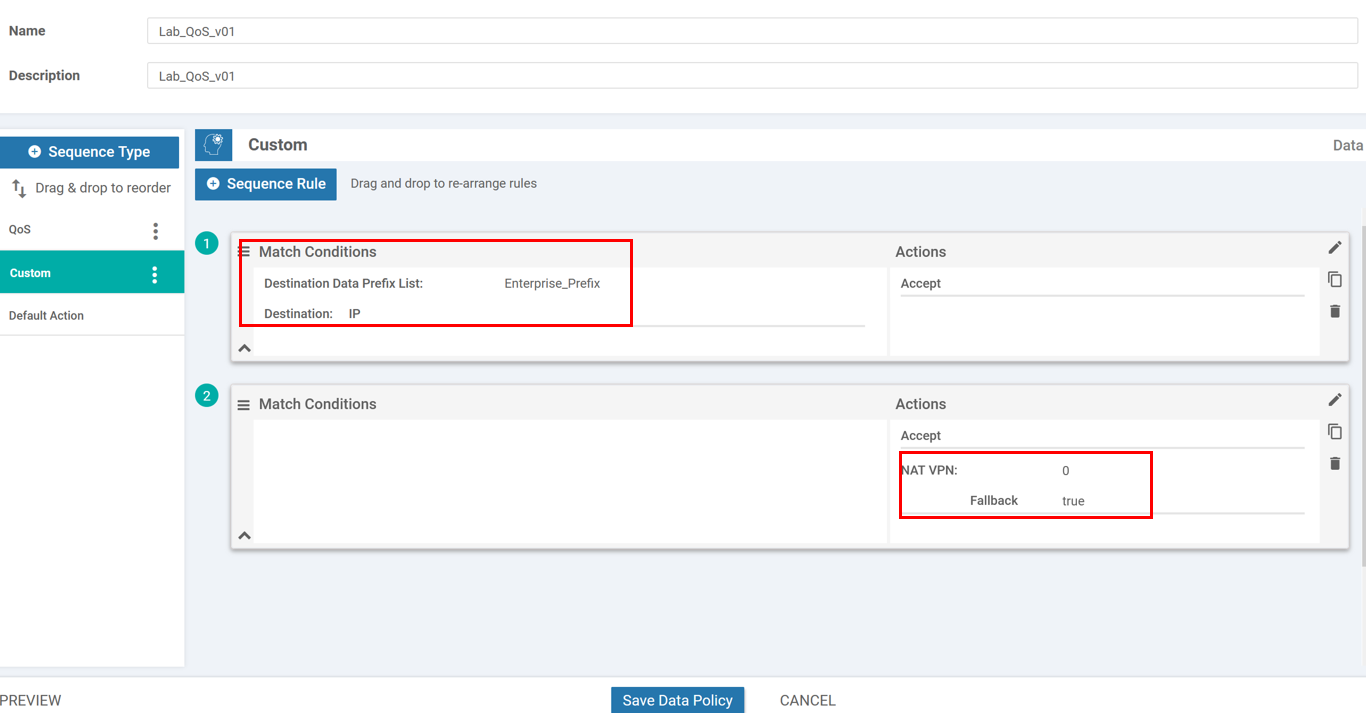 Name Lab_QoS_v01
Description Lab_QoS_v01
Sequence Type
Drag & drop to reorder
QoS
Custom
Default Action
Custom Data
Sequence Rule Drag and drop to re-arrange rules
1
Match Conditions Actions
Destination Data Prefix List: Enterprise_Prefix Accept
Destination: IP
2
Match Conditions Actions
Accept
NAT VPN: 0
Fallback true
PREVIEW Save Data Policy CANCEL